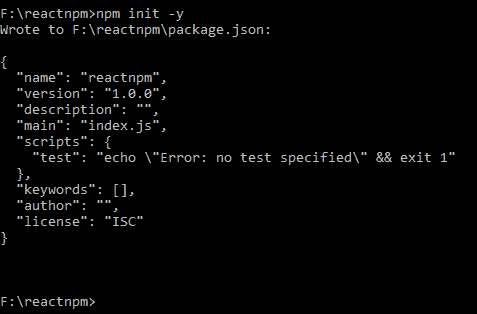 F:\reactnpm>npm init -y
Wrote to F:\reactnpm\package.json:
{
"name": "reactnpm",
"version": "1.0.0",
"description": "",
"main": "index.js",
"scripts": {
"test": "echo \"Error: no test specified\" && exit 1"
},
"keywords": [],
"author": "",
"license": "ISC"
}
F:\reactnpm>